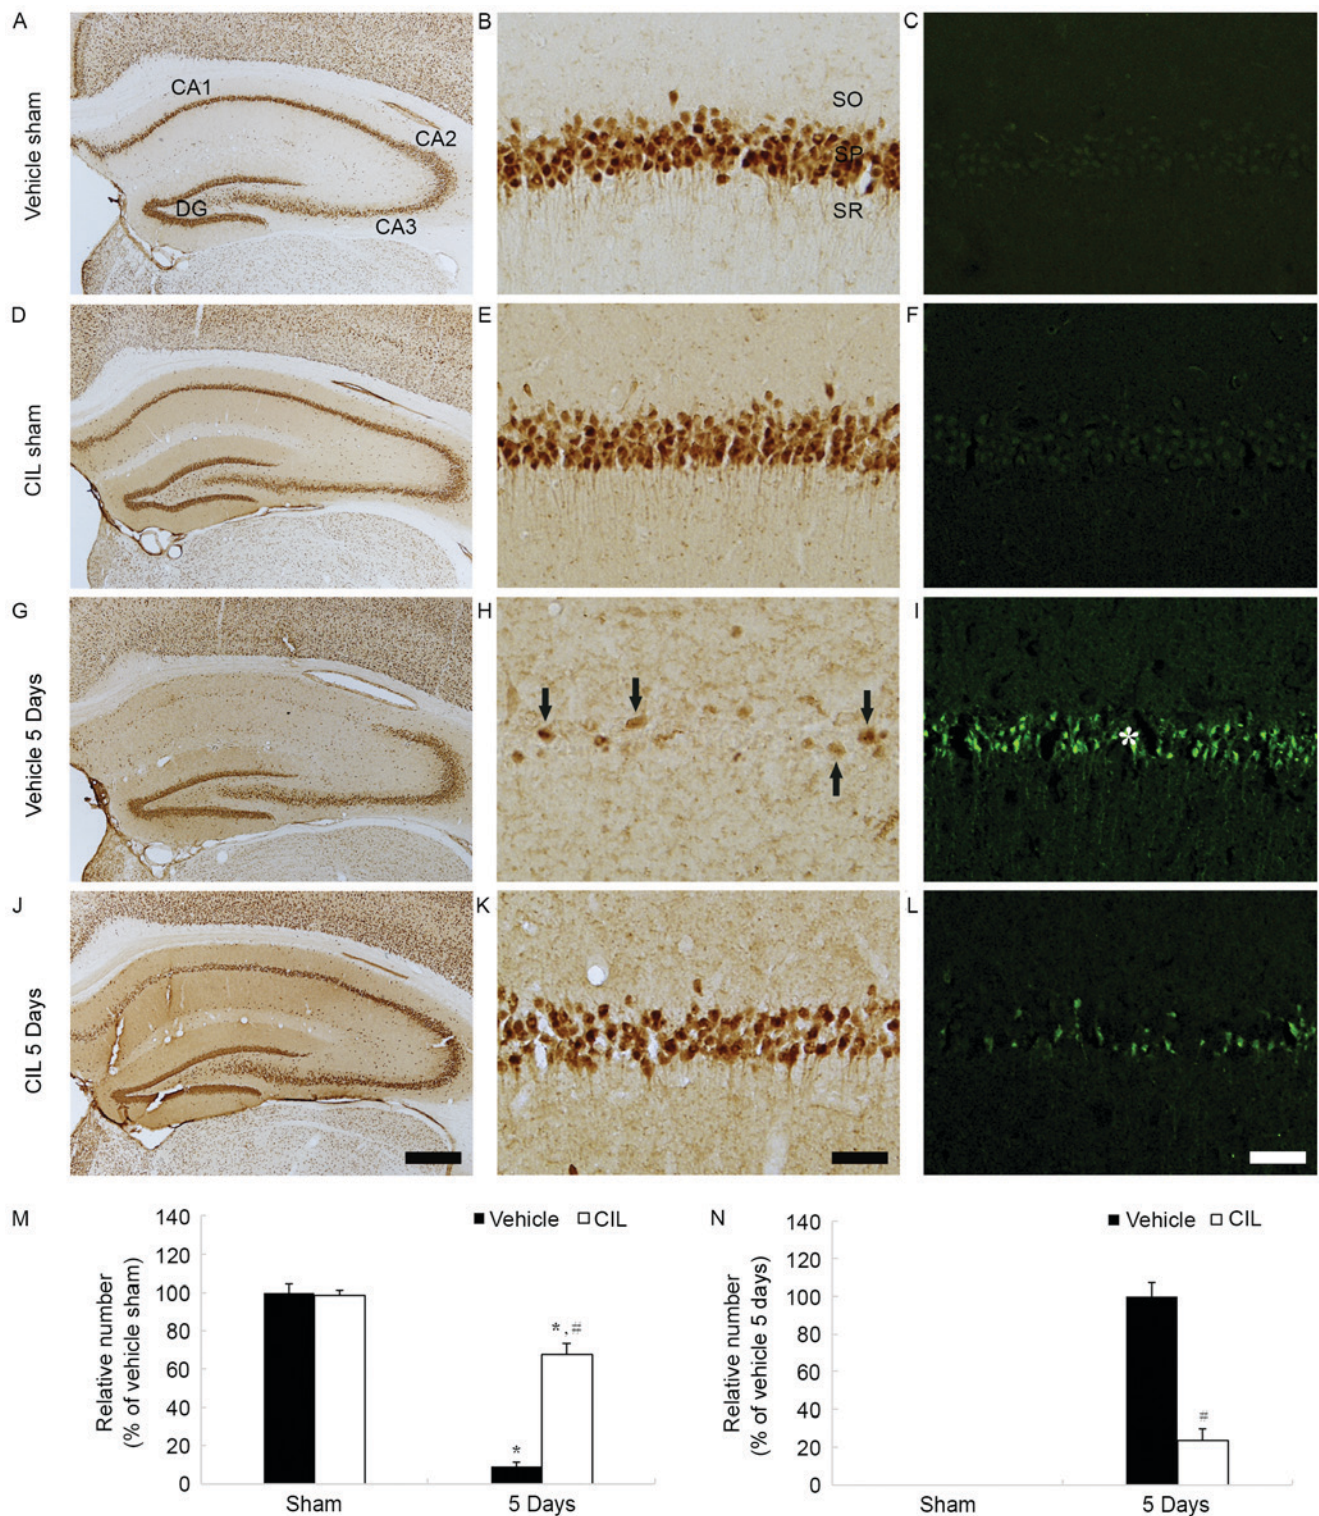 A
B
C
Vehicle sham
CA1
CA2
DG
CA3
SO
SP
SR
D
E
F
CIL sham
G
H
I
Vehicle 5 Days
*
J
K
L
CIL 5 Days
M
Relative number
(% of vehicle sham)
140
120
100
80
60
40
20
0
Vehicle CIL
*
*,#
Sham
5 Days
N
Relative number
(% of vehicle 5 days)
140
120
100
80
60
40
20
0
Vehicle CIL
#
Sham
5 Days